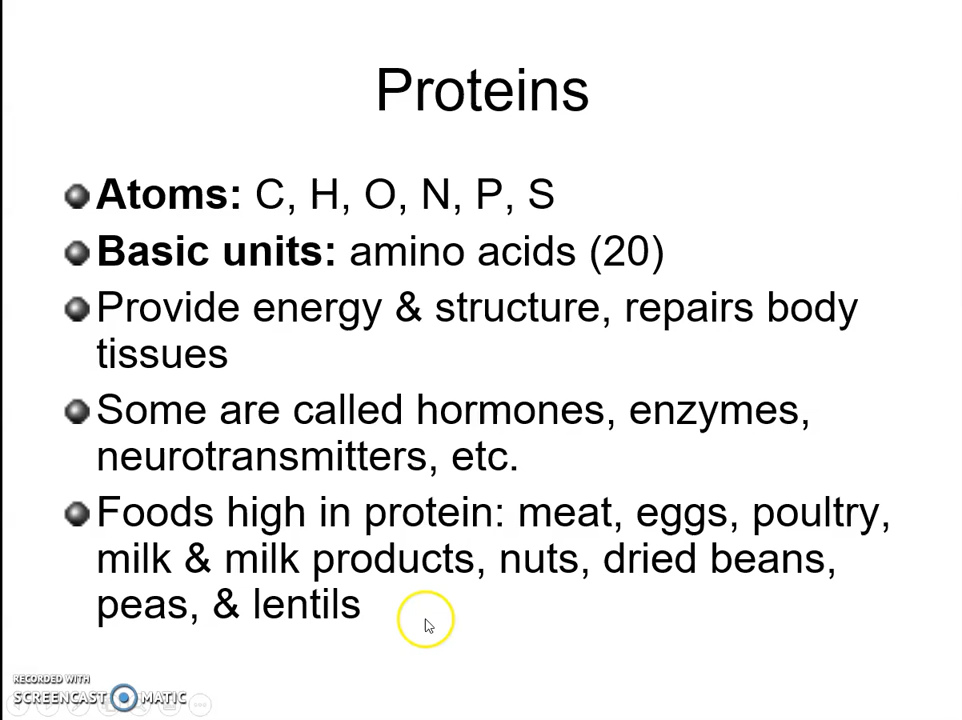 Proteins
Atoms: C, H, O, N, P, S
Basic units: amino acids (20)
Provide energy & structure, repairs body
tissues
Some are called hormones, enzymes,
neurotransmitters, etc.
Foods high in protein: meat, eggs, poultry,
milk & milk products, nuts, dried beans,
peas, & lentils
RECORDED WITH
SCREENCAST MATIC